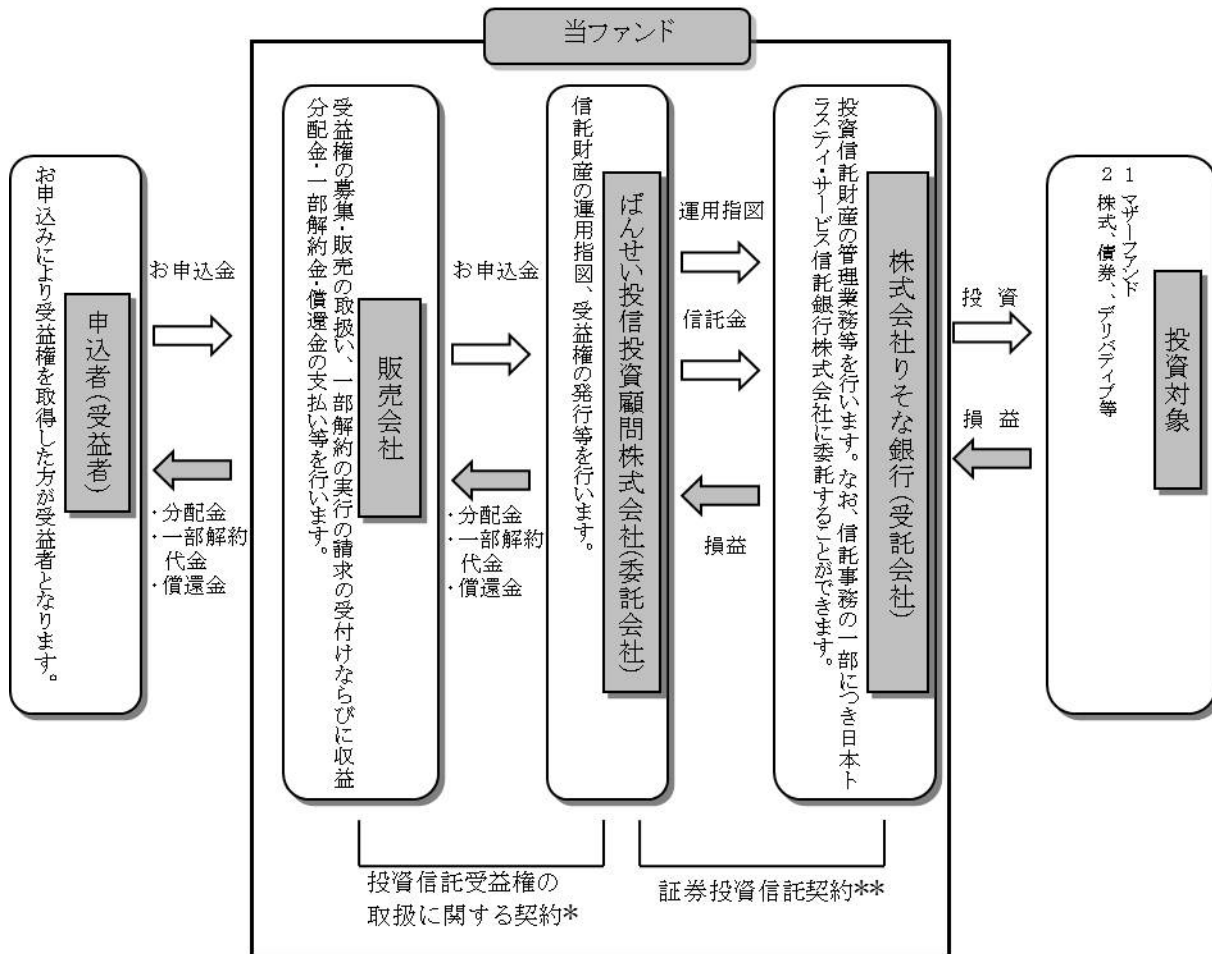 当ファンド
お申込みにより受益権を取得した方が受益者となります。
申込者(受益者)
お申込金
・分配金
・一部解約
代金
・償還金
受益権の募集・販売の取扱い、一部解約の実行の請求の受付けならびに収益
分配金・一部解約金・償還金の支払い等を行います。
販売会社
お申込金
・分配金
・一部解約
代金
・償還金
信託財産の運用指図、受益権の発行等を行います。
ばんせい投信投資顧問株式会社(委託会社)
運用指図
信託金
損益
投資信託財産の管理業務等を行います。なお、信託事務の一部につき日本ト
ラスティ・サービス信託銀行株式会社に委託することができます。
株式会社りそな銀行(受託会社)
投 資
損 益
1 マザーファンド
2 株式、債券、、デリバティブ等
投資対象
投資信託受益権の
取扱に関する契約*
証券投資信託契約**